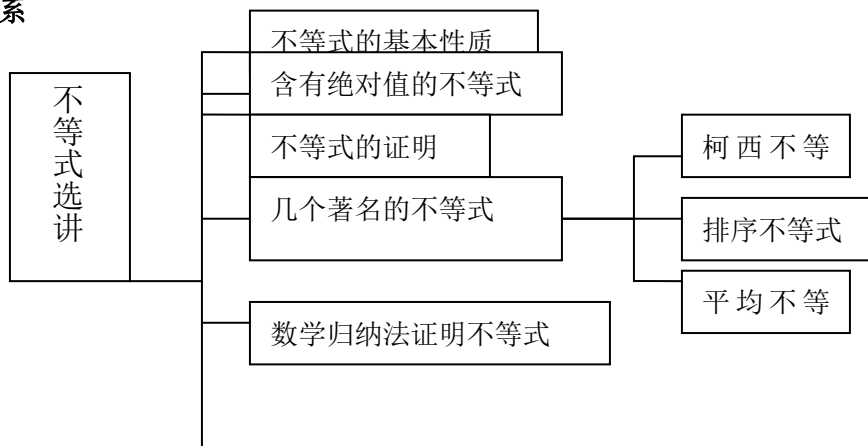 系
不等式选讲
不等式的基本性质
含有绝对值的不等式
不等式的证明
几个著名的不等式
数学归纳法证明不等式
柯西不等
排序不等式
平均不等